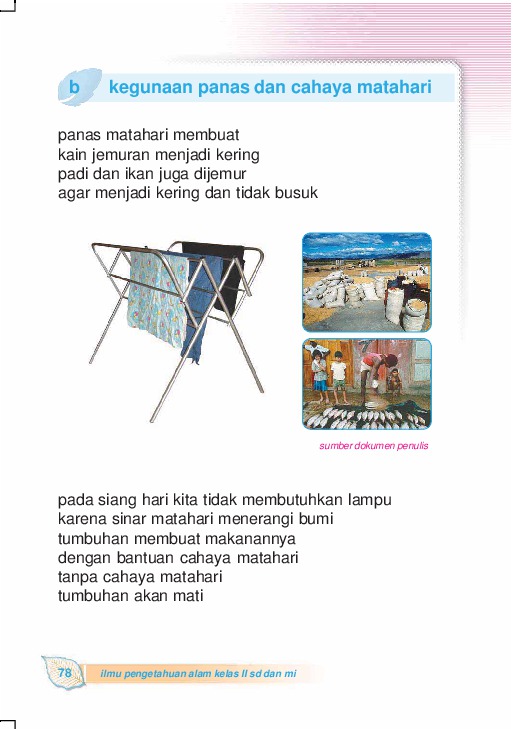 b kegunaan panas dan cahaya matahari
panas matahari membuat
kain jemuran menjadi kering
padi dan ikan juga dijemur
agar menjadi kering dan tidak busuk
sumber dokumen penulis
pada siang hari kita tidak membutuhkan lampu
karena sinar matahari menerangi bumi
tumbuhan membuat makanannya
dengan bantuan cahaya matahari
tanpa cahaya matahari
tumbuhan akan mati
78 ilmu pengetahuan alam kelas II sd dan mi